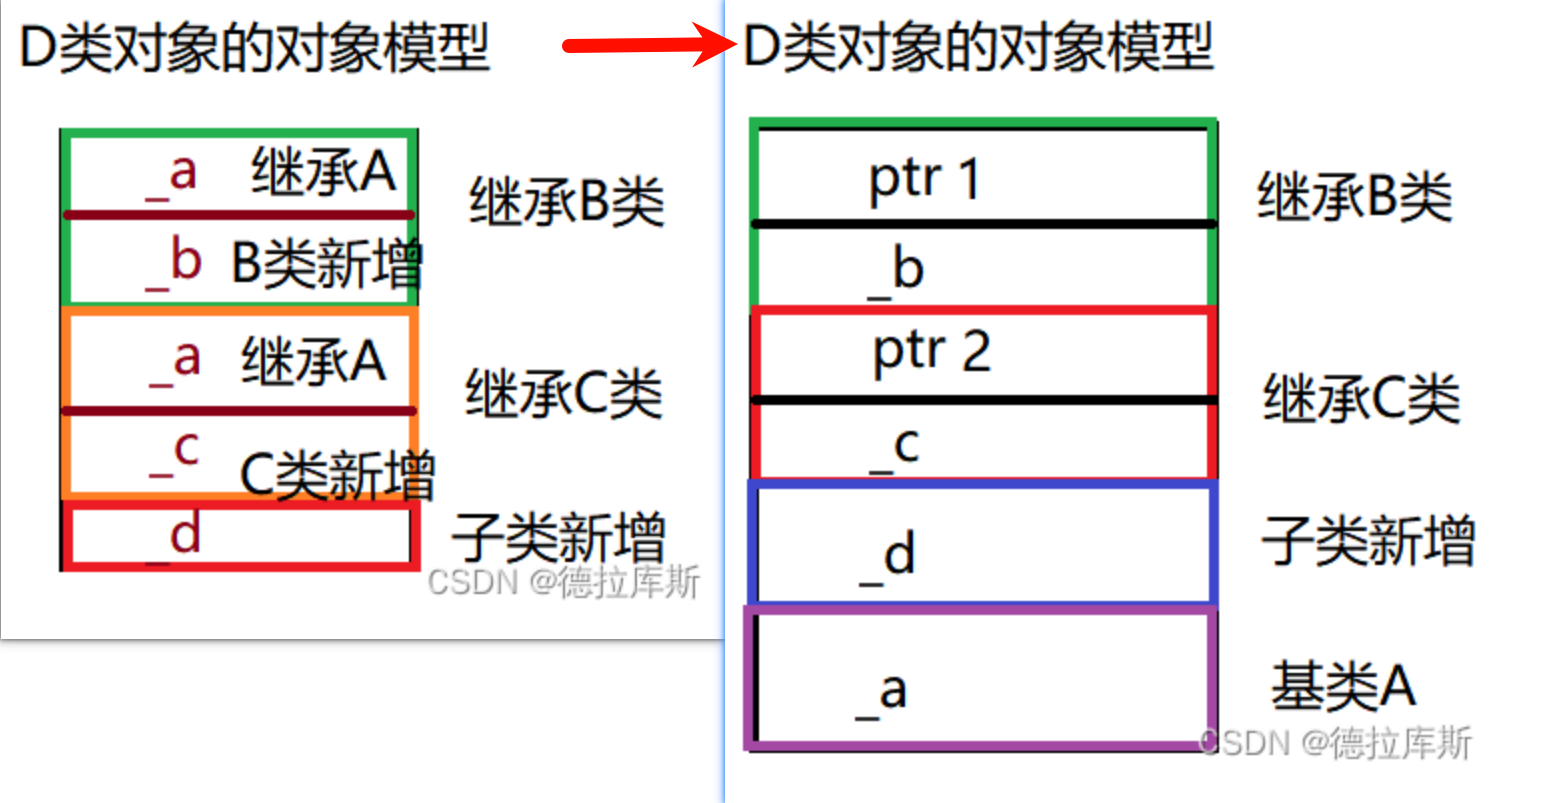 D类对象的对象模型
_a 继承A
继承B类
_b B类新增
_a 继承A
继承C类
_c C类新增
_d
子类新增
CSDN @德拉库斯
D类对象的对象模型
ptr 1
继承B类
_b
ptr 2
继承C类
_c
_d
子类新增
_a
基类A
CSDN @德拉库斯